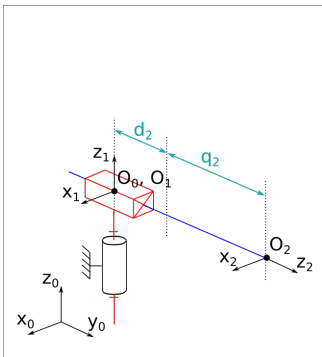 d₂
q₂
z₁
O₀, O₁
x₁
O₂
x₂
z₂
z₀
x₀
y₀